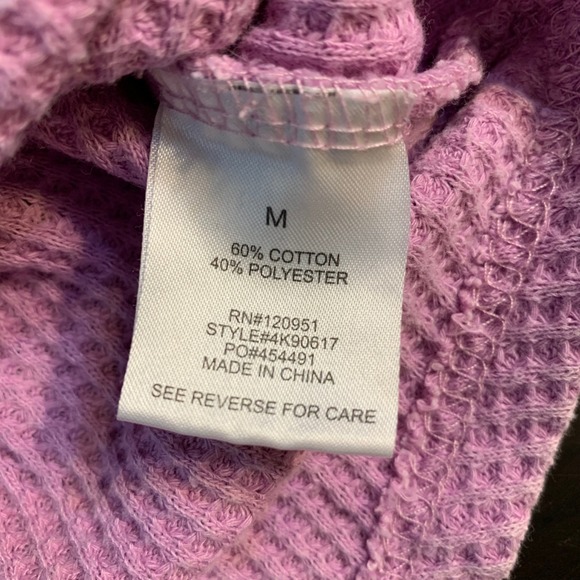 M
60% COTTON
40% POLYESTER
RN#120951
STYLE#4K90617
PO#454491
MADE IN CHINA
SEE REVERSE FOR CARE